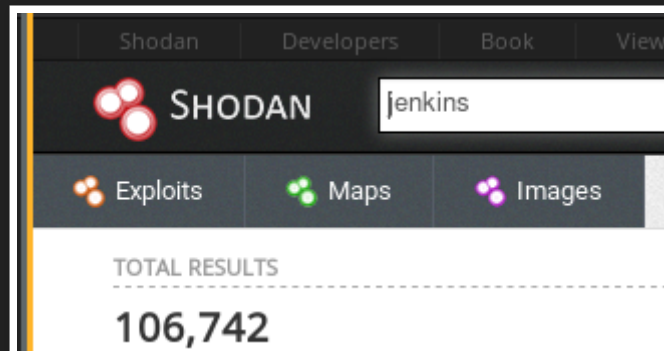 Shodan Developers Book View
SHODAN jenkins
Exploits Maps Images
TOTAL RESULTS
106,742